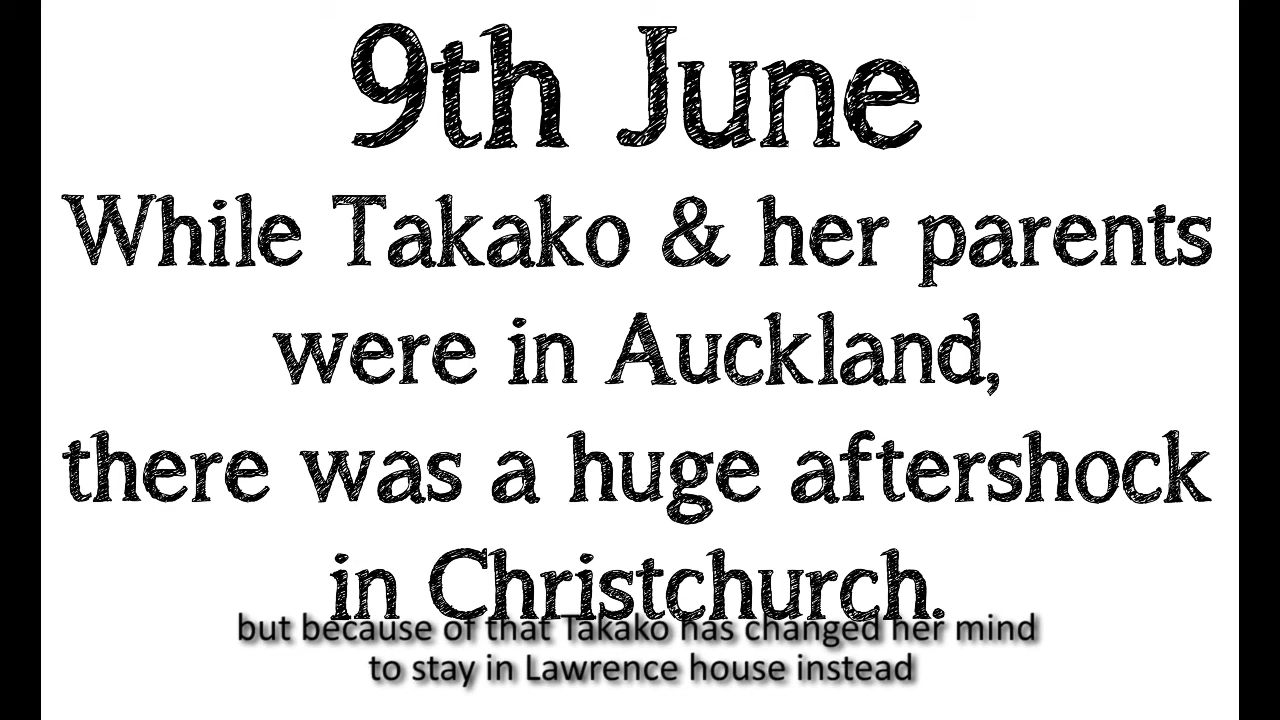 9th June
While Takako & her parents
were in Auckland,
there was a huge aftershock
in Christchurch.
but because of that Takako has changed her mind
to stay in Lawrence house instead